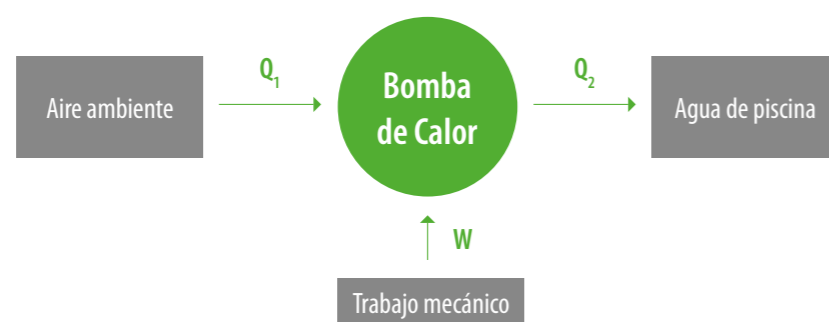 Aire ambiente
Q₁
Bomba
de Calor
Q₂
Agua de piscina
W
Trabajo mecánico